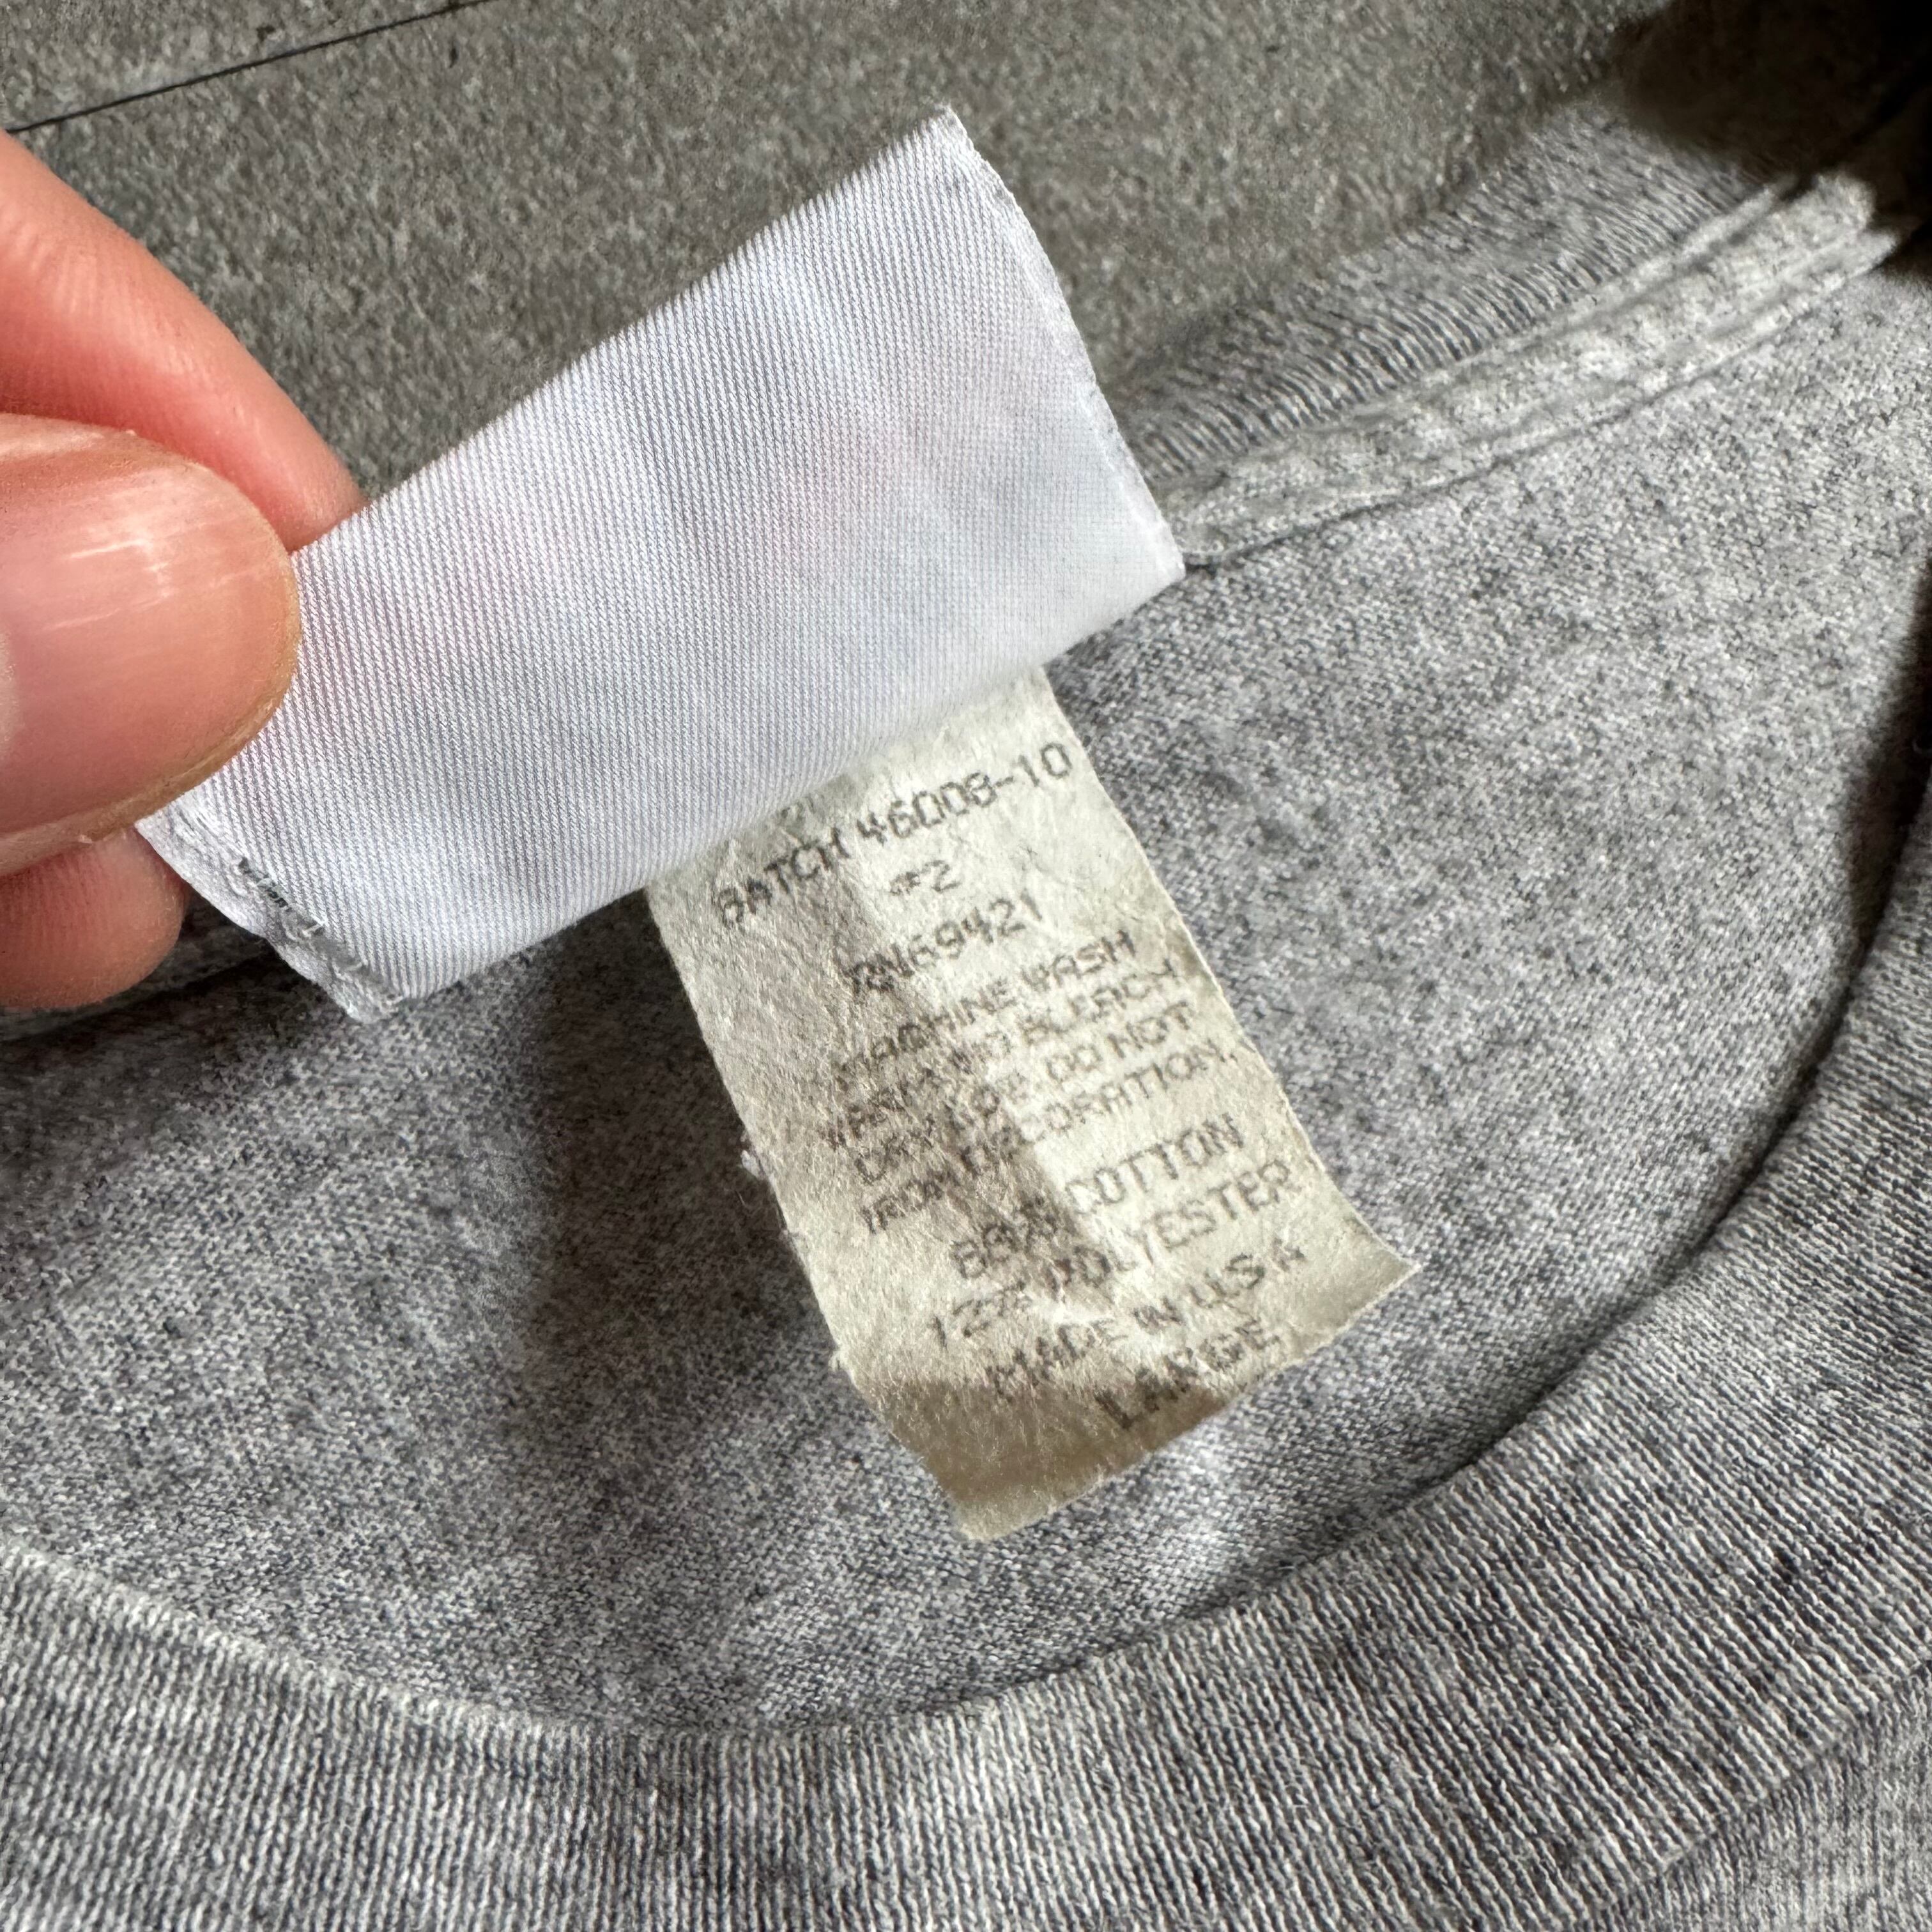 BATCH 46008-10
#2
RN69421
MACHINE WASH
WARM NO BLEACH
DRY LOW DO NOT
IRON DECORATION.
88% COTTON
12% POLYESTER
MADE IN U.S.A
LARGE